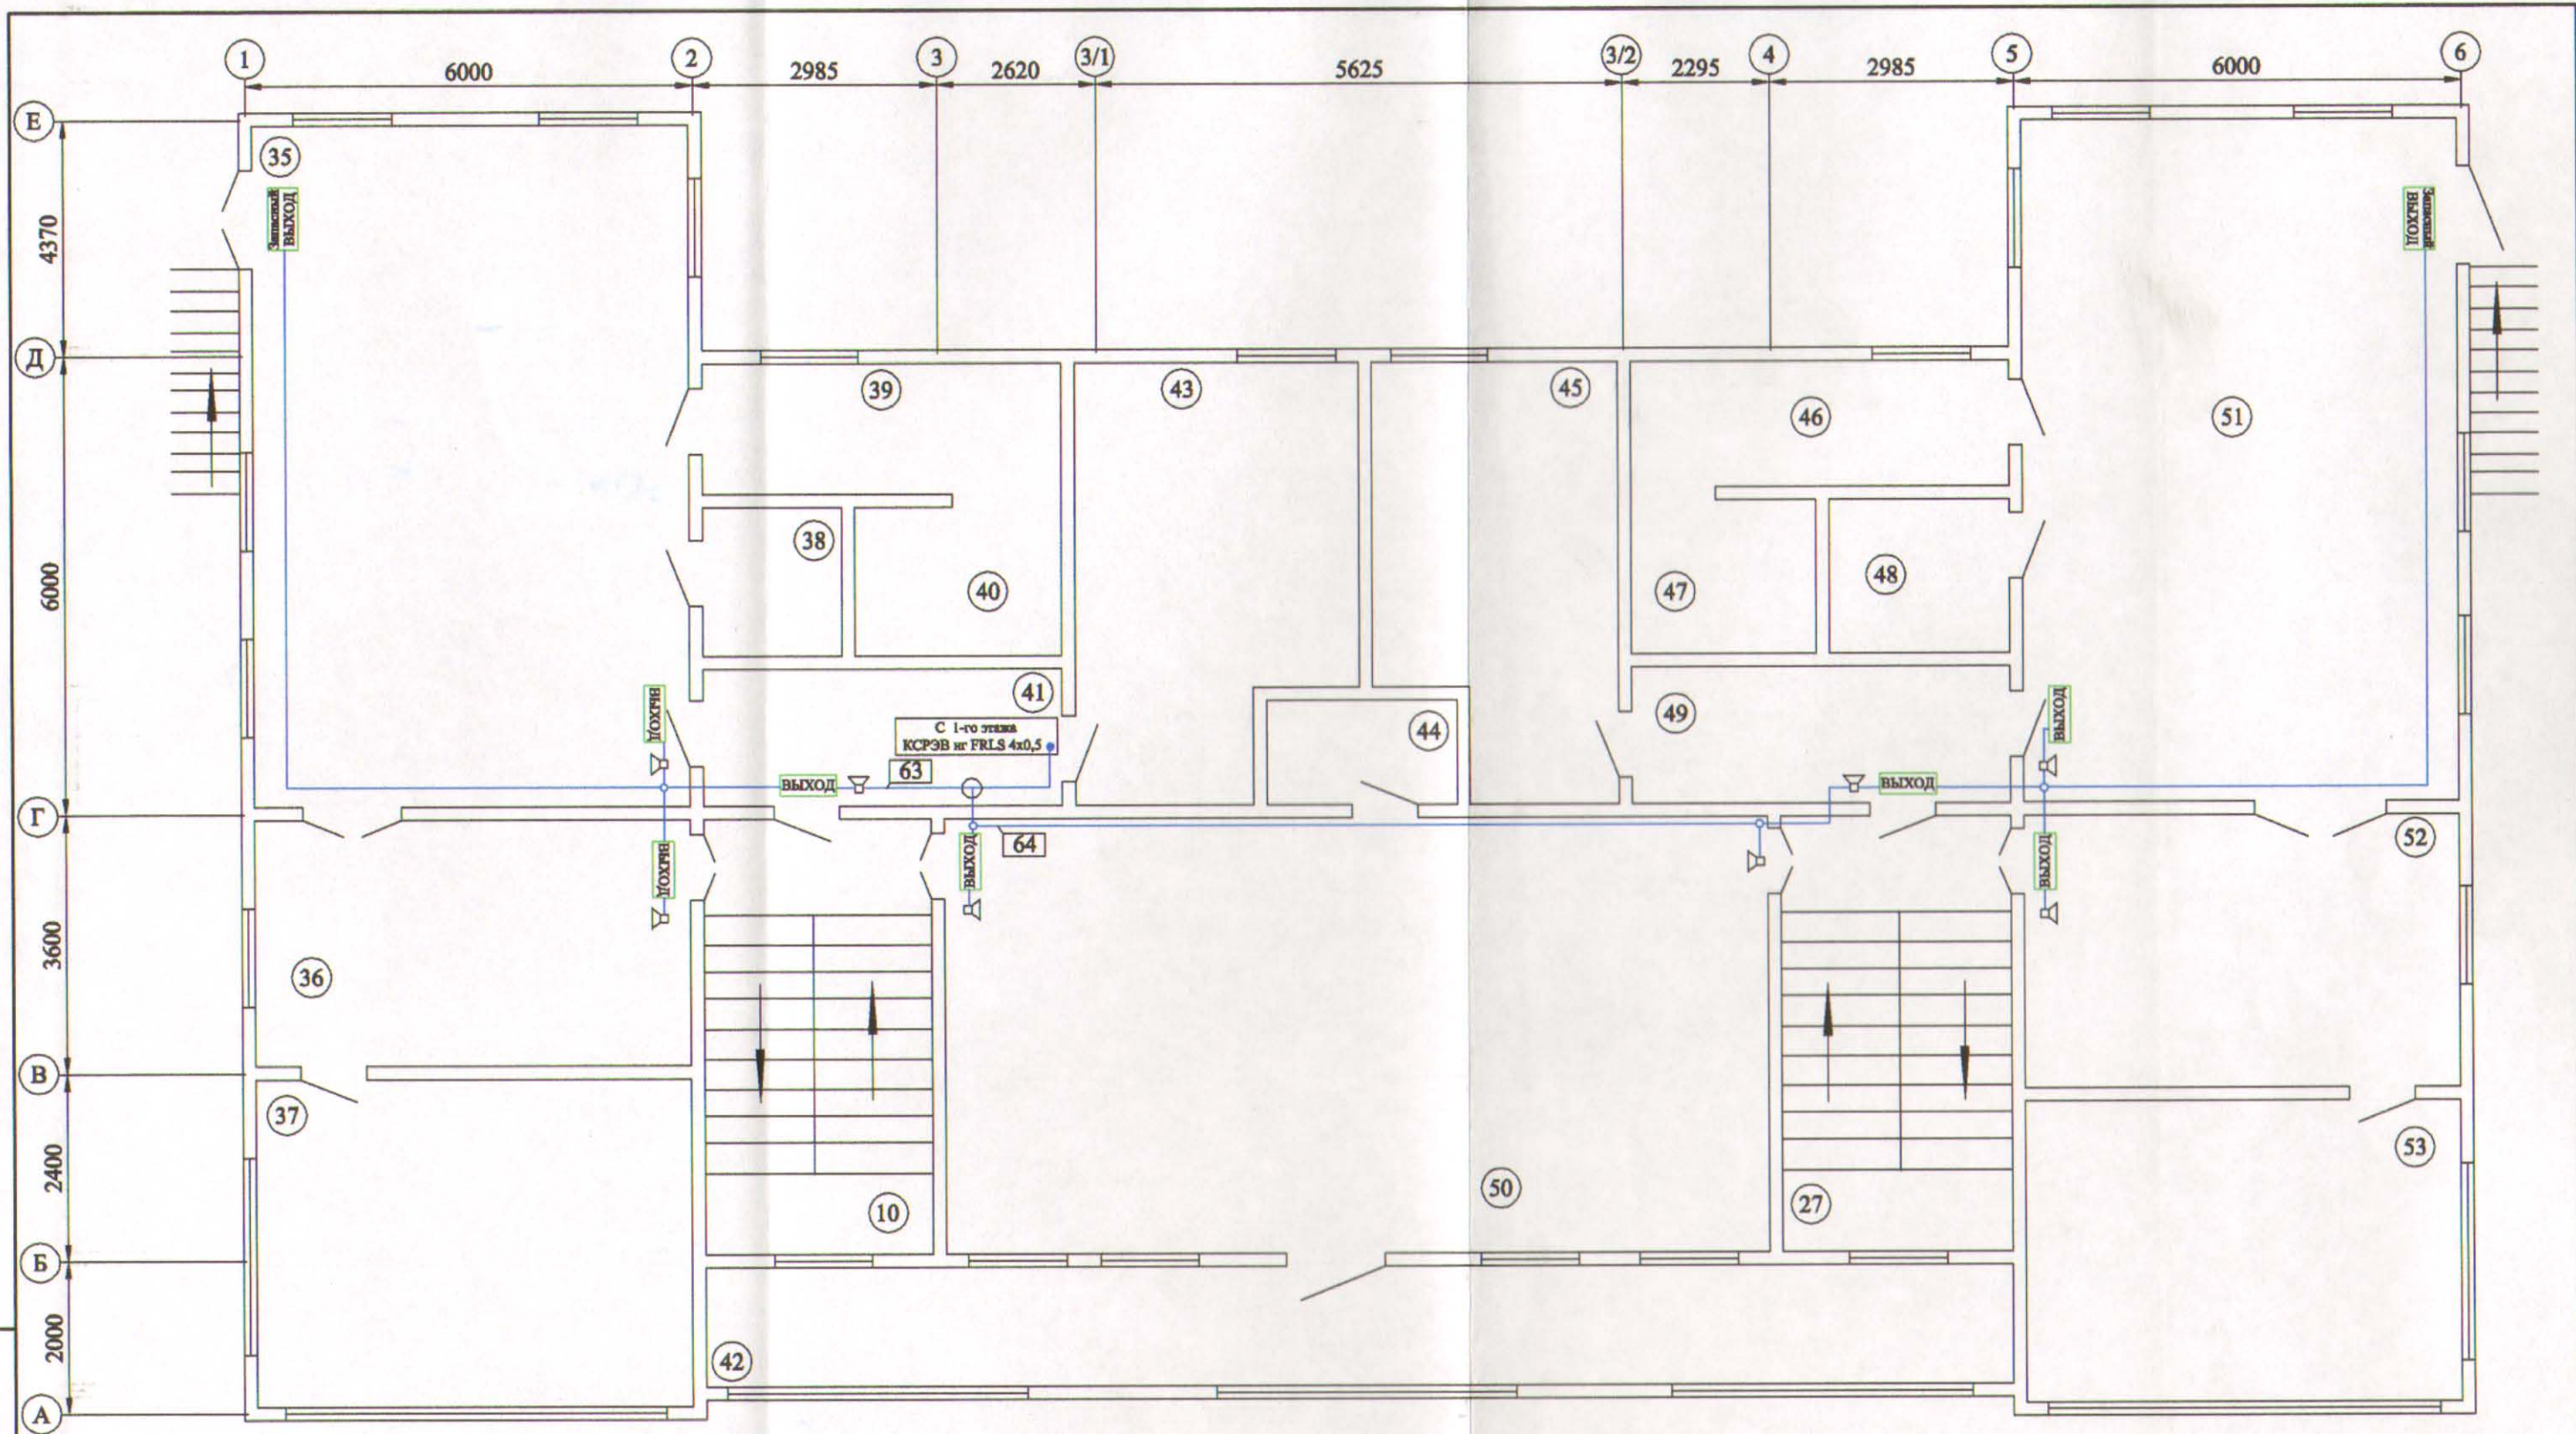 1 2 3 3/1 3/2 4 5 6
6000 2985 2620 5625 2295 2985 6000
Е
35
Запасный
ВЫХОД
Запасный
ВЫХОД
4370
Д
39 43 45 46 51
6000
38 40 47 48
41 49 44
ВЫХОД
ВЫХОД
С 1-го этажа
КСРЭВ нг FRLS 4х0,5
63
ВЫХОД
ВЫХОД
Г
64
52
ВЫХОД
ВЫХОД
ВЫХОД
3600
36
В
37
53
2400
50
10 27
Б
2000
42
А